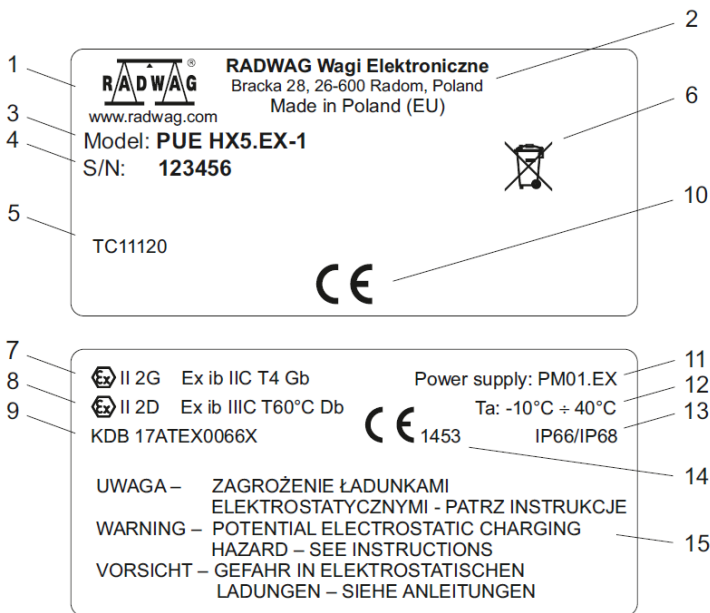 2
1
RADWAG®
RADWAG Wagi Elektroniczne
Bracka 28, 26-600 Radom, Poland
www.radwag.com
Made in Poland (EU)
6
3
Model: PUE HX5.EX-1
4
S/N: 123456
10
5
TC11120
CE
7
Ex II 2G Ex ib IIC T4 Gb
Power supply: PM01.EX
11
8
Ex II 2D Ex ib IIIC T60°C Db
Ta: -10°C ÷ 40°C
12
9
KDB 17ATEX0066X
CE 1453
IP66/IP68
13
14
UWAGA – ZAGROŻENIE ŁADUNKAMI
ELEKTROSTATYCZNYMI - PATRZ INSTRUKCJE
WARNING – POTENTIAL ELECTROSTATIC CHARGING
HAZARD – SEE INSTRUCTIONS
15
VORSICHT – GEFAHR IN ELEKTROSTATISCHEN
LADUNGEN – SIEHE ANLEITUNGEN